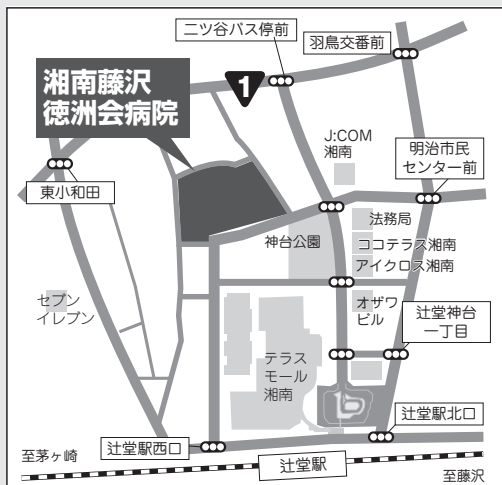 二ツ谷バス停前
羽鳥交番前
湘南藤沢
徳洲会病院
1
J:COM
湘南
明治市民
センター前
東小和田
法務局
神台公園
ココテラス湘南
アイクロス湘南
セブン
イレブン
オザワ
ビル
辻堂神台
一丁目
テラス
モール
湘南
辻堂駅北口
辻堂駅西口
至茅ヶ崎
辻堂駅
至藤沢